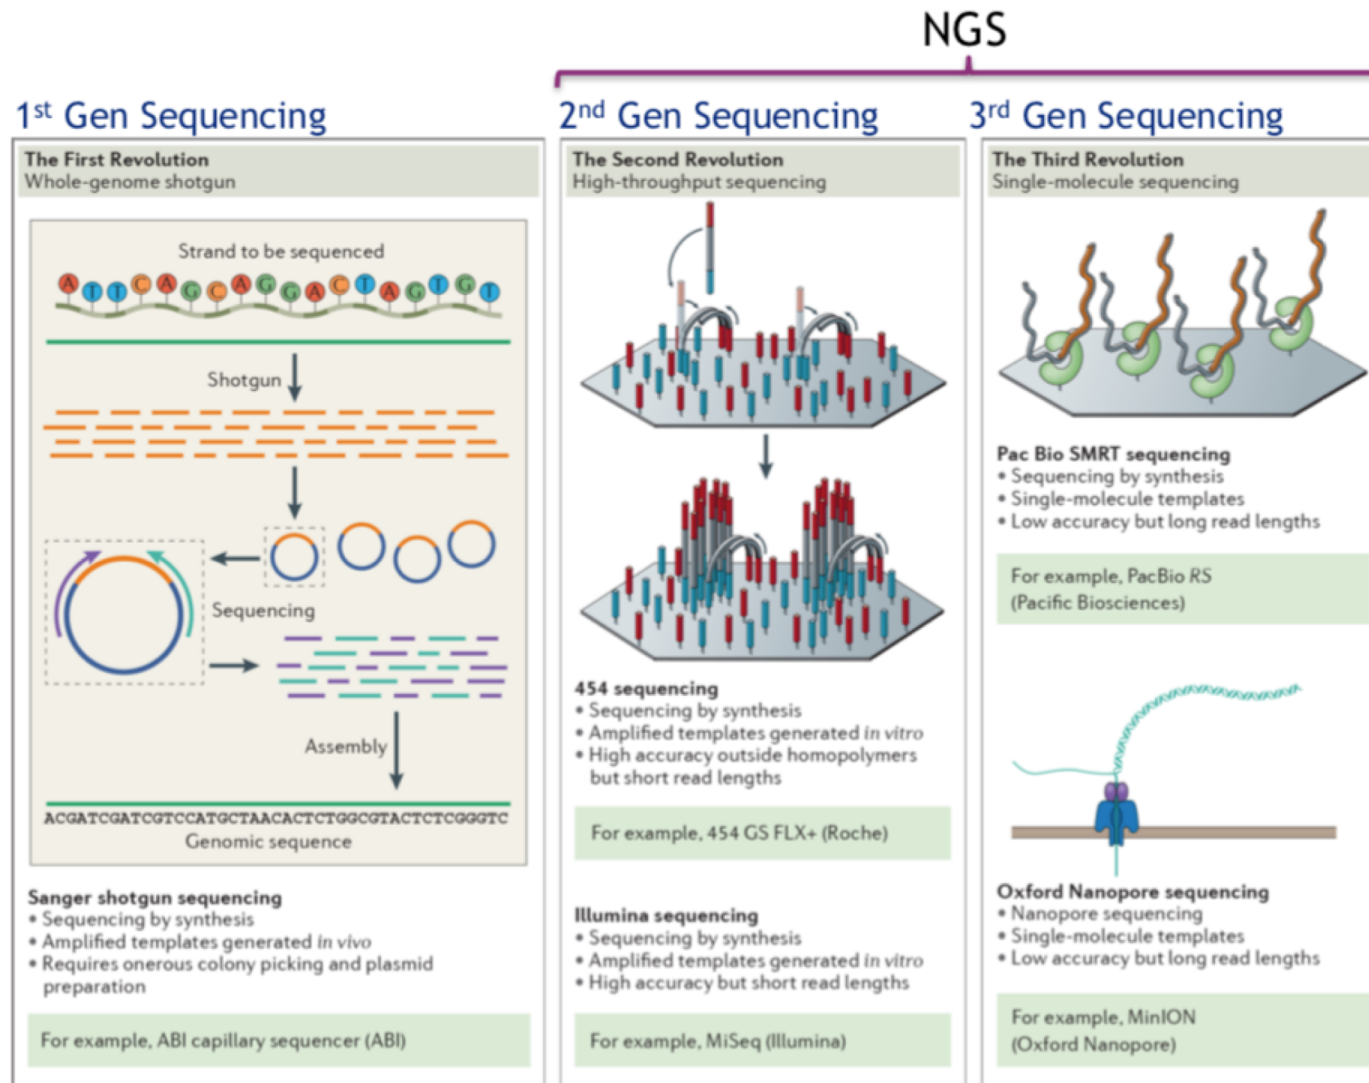 NGS
1st Gen Sequencing
The First Revolution
Whole-genome shotgun
Strand to be sequenced
A T T C A G C A G G A C T A G T G T
Shotgun
Sequencing
Assembly
ACGATCGATCGTCCATGCTAACACTCTGGCGTACTCTCGGGTC
Genomic sequence
Sanger shotgun sequencing
• Sequencing by synthesis
• Amplified templates generated in vivo
• Requires onerous colony picking and plasmid
preparation
For example, ABI capillary sequencer (ABI)
2nd Gen Sequencing
The Second Revolution
High-throughput sequencing
454 sequencing
• Sequencing by synthesis
• Amplified templates generated in vitro
• High accuracy outside homopolymers
but short read lengths
For example, 454 GS FLX+ (Roche)
Illumina sequencing
• Sequencing by synthesis
• Amplified templates generated in vitro
• High accuracy but short read lengths
For example, MiSeq (Illumina)
3rd Gen Sequencing
The Third Revolution
Single-molecule sequencing
Pac Bio SMRT sequencing
• Sequencing by synthesis
• Single-molecule templates
• Low accuracy but long read lengths
For example, PacBio RS
(Pacific Biosciences)
Oxford Nanopore sequencing
• Nanopore sequencing
• Single-molecule templates
• Low accuracy but long read lengths
For example, MinION
(Oxford Nanopore)